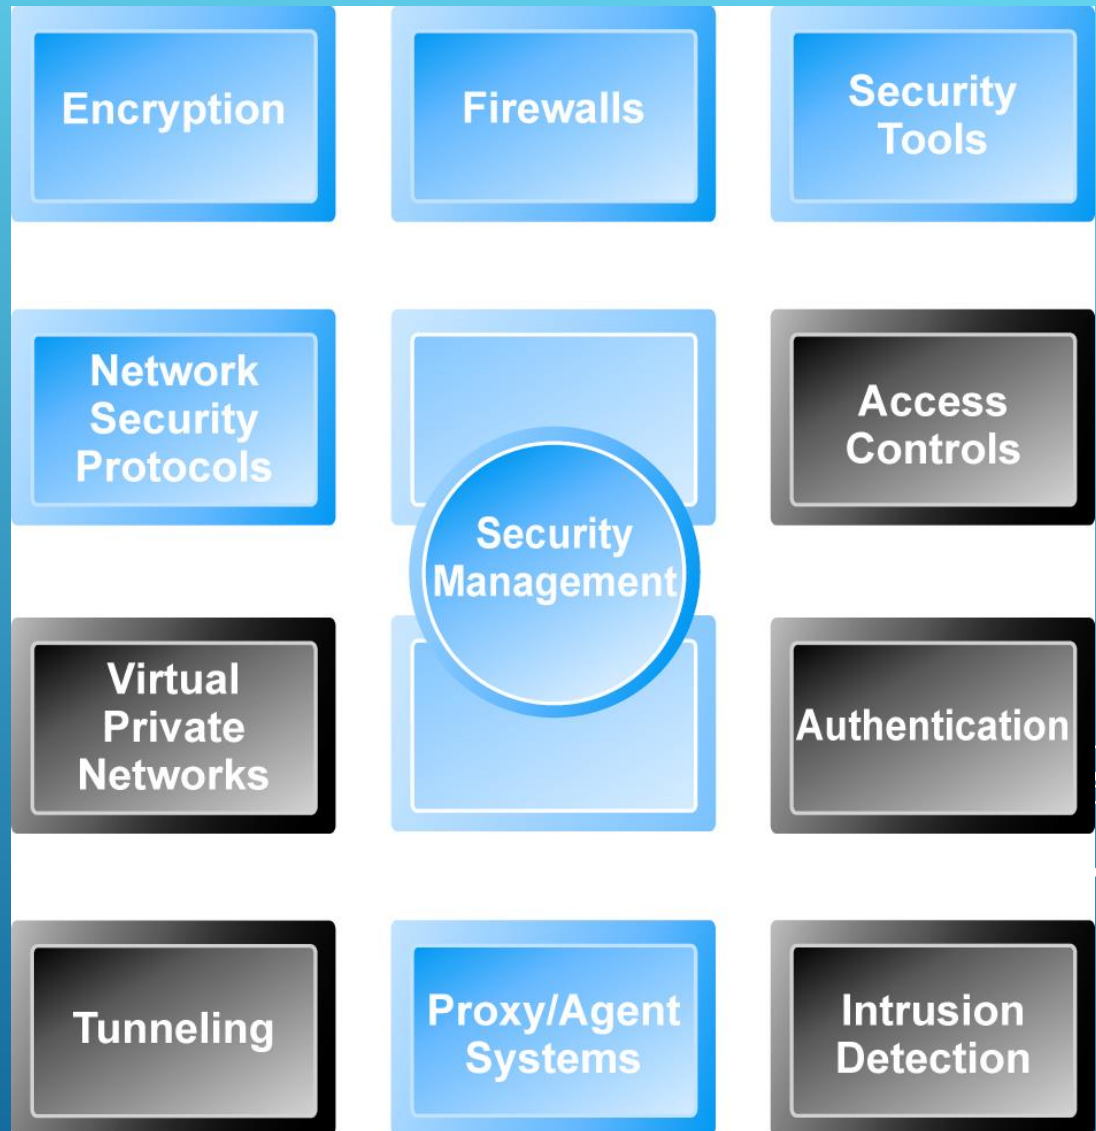 Encryption
Firewalls
Security
Tools
Network
Security
Protocols
Access
Controls
Security
Management
Virtual
Private
Networks
Authentication
Tunneling
Proxy/Agent
Systems
Intrusion
Detection